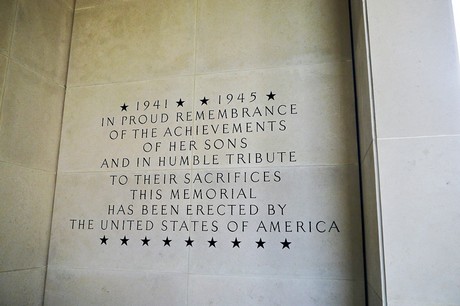 ★ 1941 ★ ★ 1945 ★
IN PROUD REMEMBRANCE
OF THE ACHIEVEMENTS
OF HER SONS
AND IN HUMBLE TRIBUTE
TO THEIR SACRIFICES
THIS MEMORIAL
HAS BEEN ERECTED BY
THE UNITED STATES OF AMERICA
★ ★ ★ ★ ★ ★ ★ ★ ★